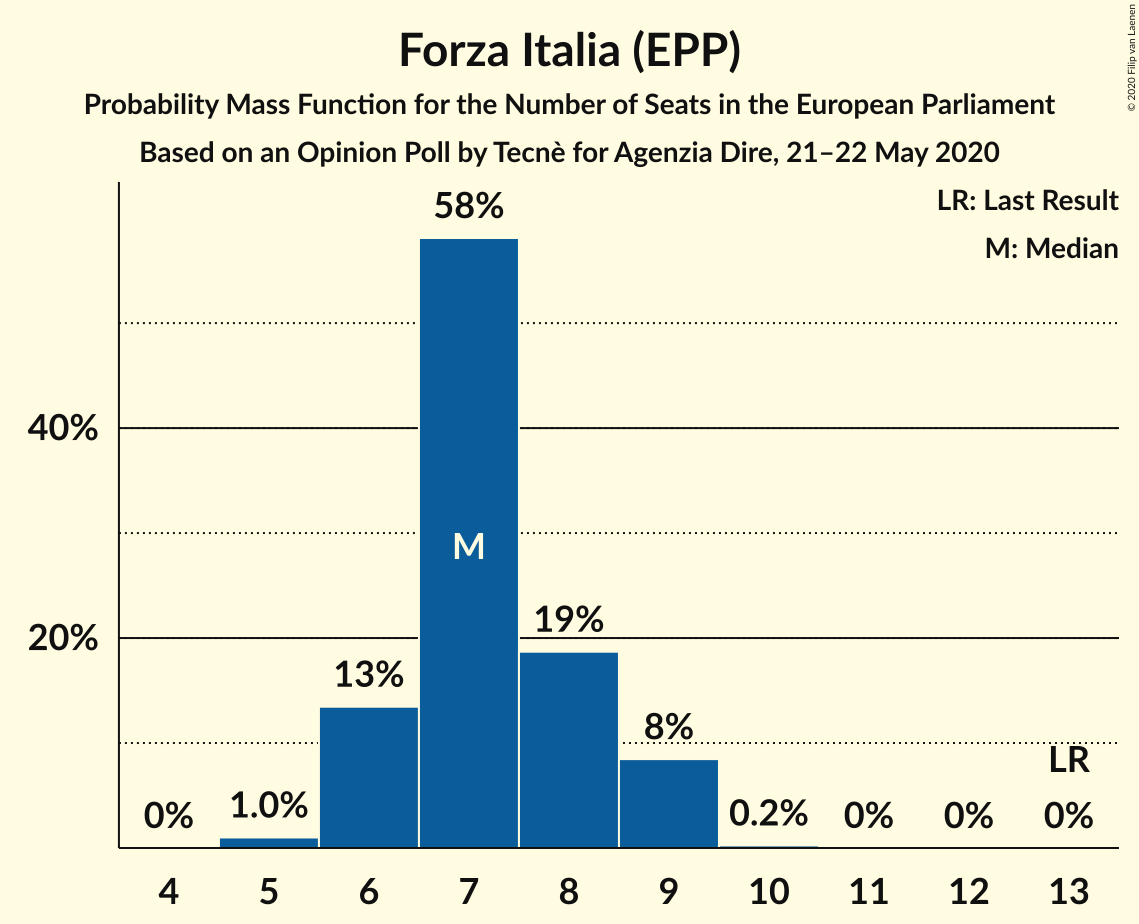 Forza Italia (EPP)
Probability Mass Function for the Number of Seats in the European Parliament
Based on an Opinion Poll by Tecnè for Agenzia Dire, 21–22 May 2020
© 2020 Filip van Laenen
LR: Last Result
M: Median
58%
40%
M
20%
19%
13%
8%
LR
0%
1.0%
0.2%
0%
0%
0%
4 5 6 7 8 9 10 11 12 13